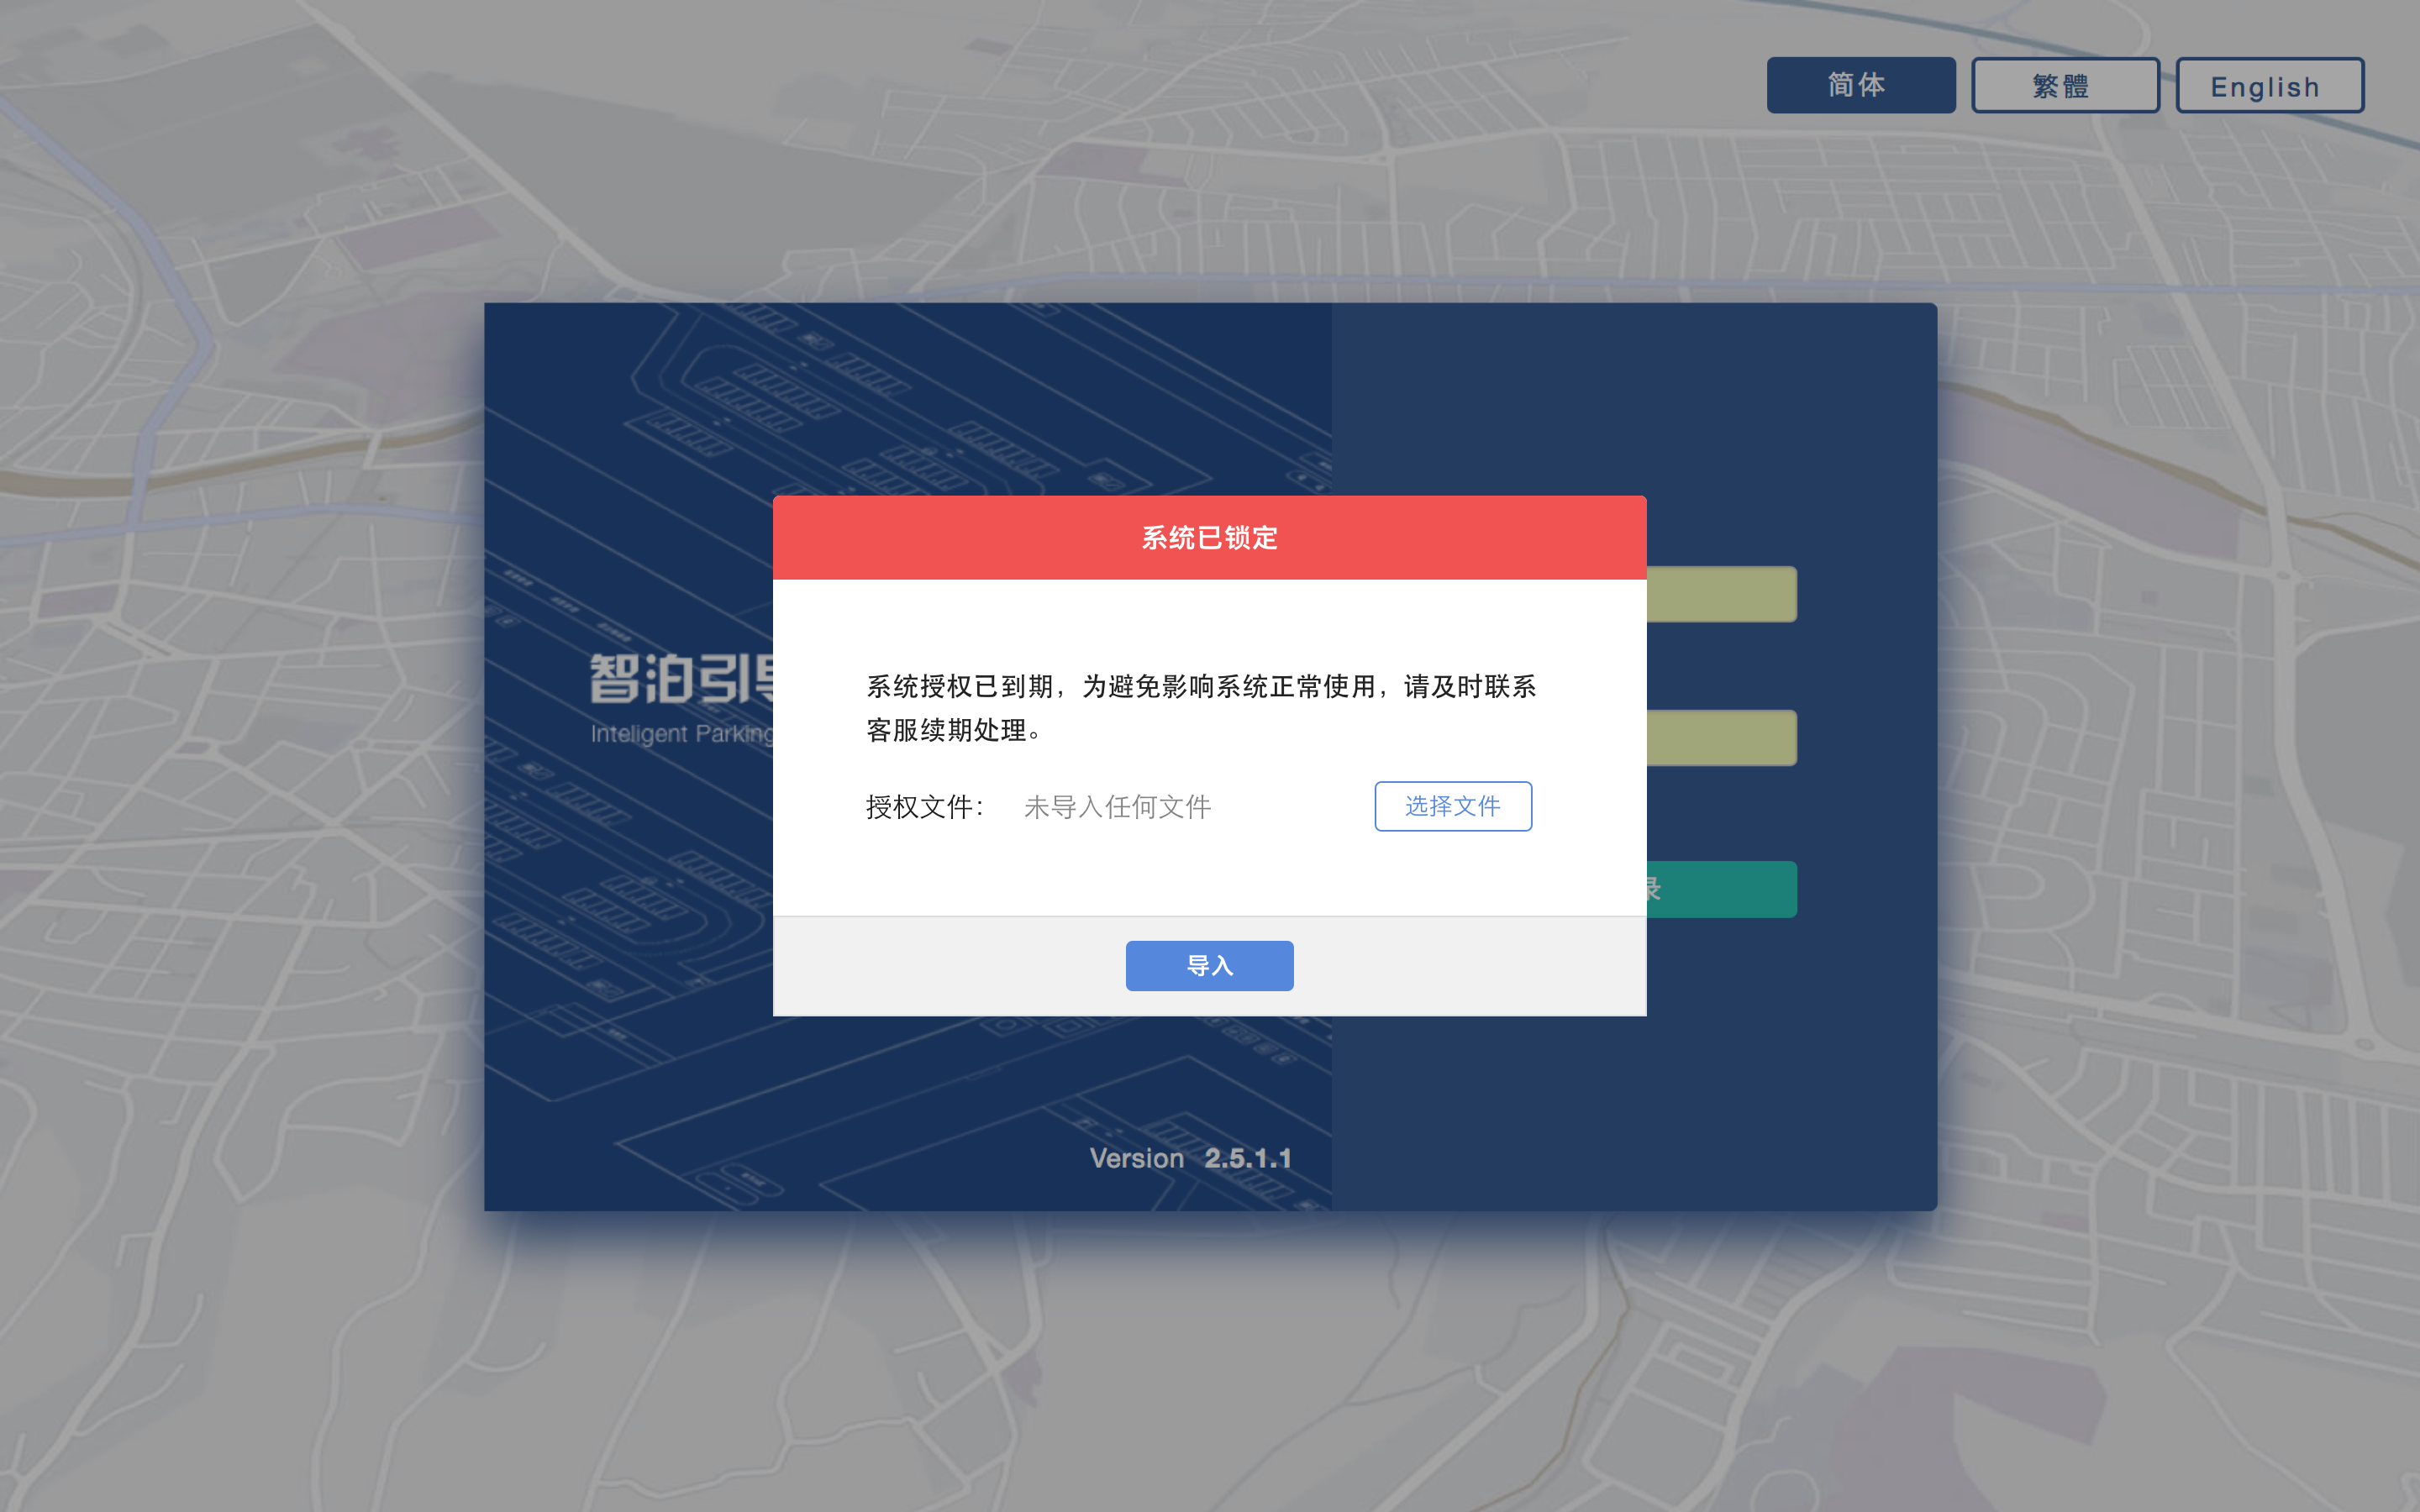 简体
繁體
English
系统已锁定
系统授权已到期，为避免影响系统正常使用，请及时联系
客服续期处理。
授权文件：
未导入任何文件
选择文件
导入
智泊引
Inteligent Parking
录
Version 2.5.1.1